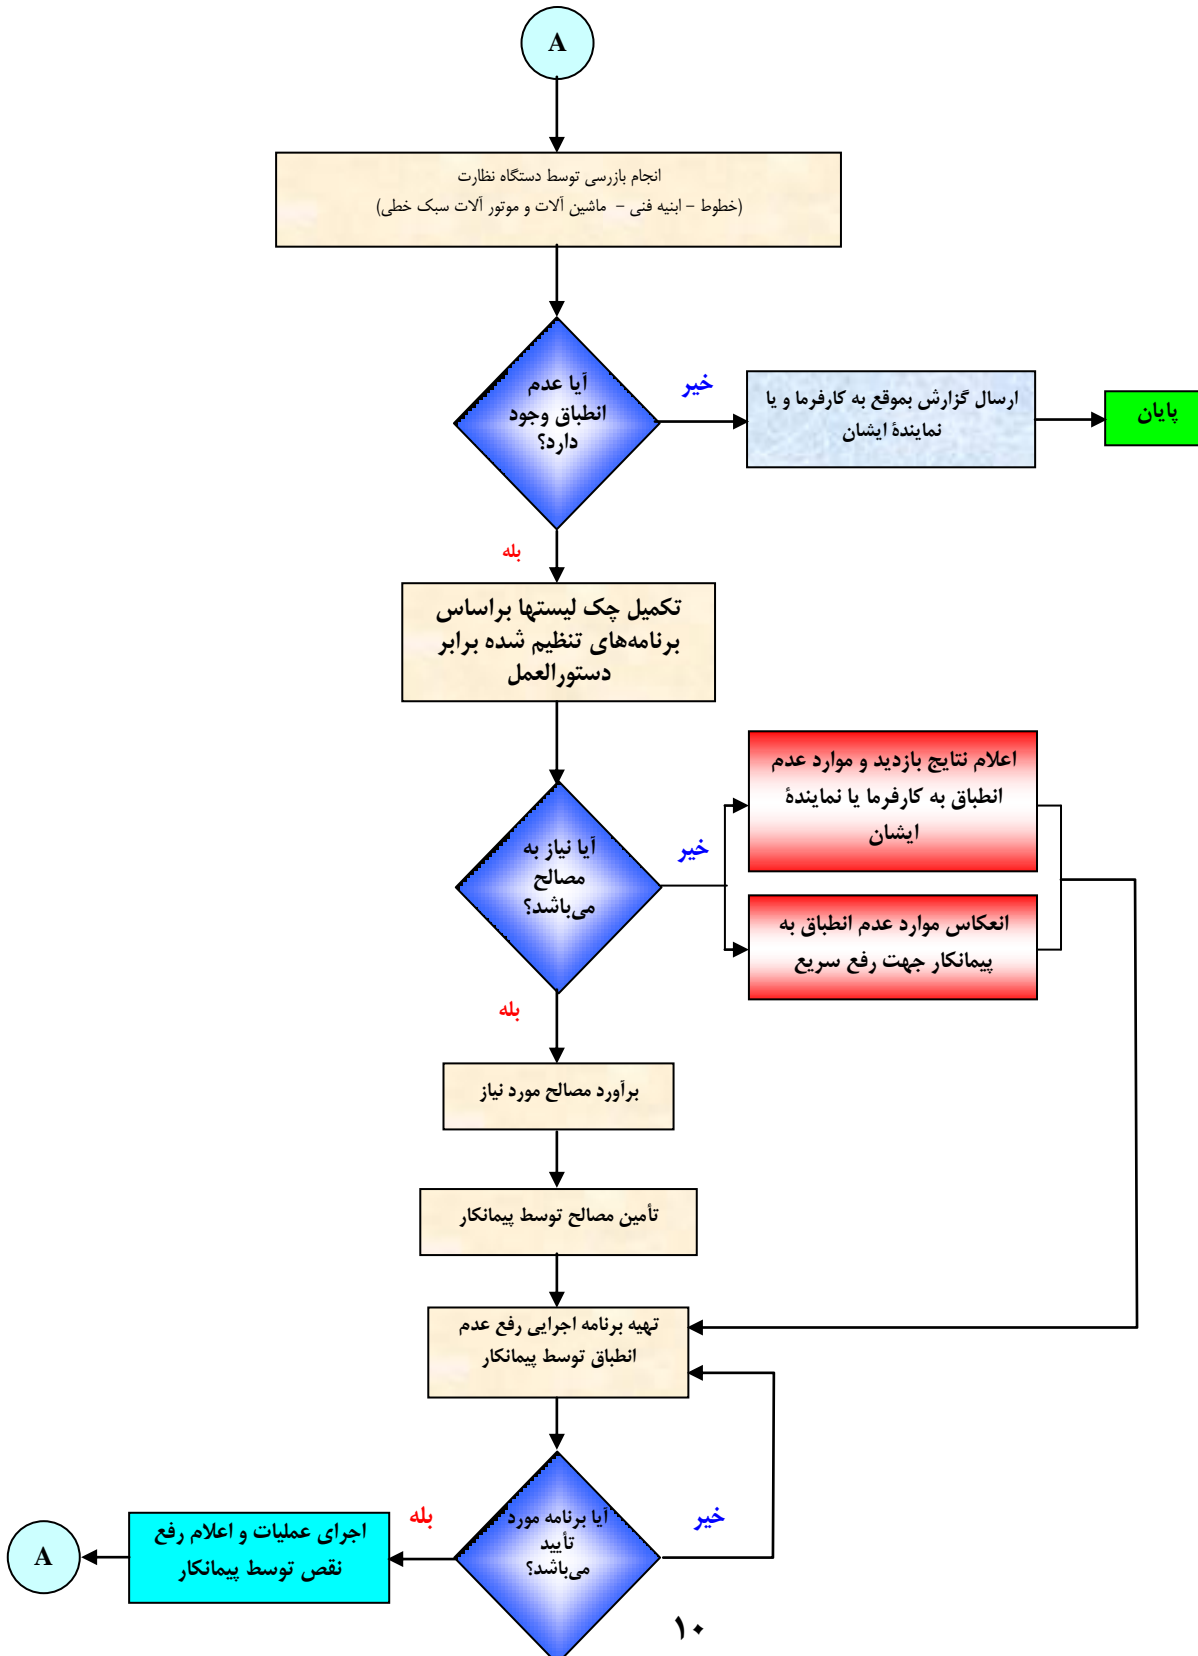 A
انجام بازرسی توسط دستگاه نظارت
(خطوط – ابنیه فنی – ماشین آلات و موتور آلات سبک خطی)
آیا عدم
انطباق وجود
دارد؟
خیر
ارسال گزارش بموقع به کارفرما و یا
نمایندۀ ایشان
پایان
بله
تکمیل چک لیستها براساس
برنامه‌های تنظیم شده برابر
دستورالعمل
آیا نیاز به
مصالح
می‌باشد؟
خیر
اعلام نتایج بازدید و موارد عدم
انطباق به کارفرما یا نمایندۀ
ایشان
انعکاس موارد عدم انطباق به
پیمانکار جهت رفع سریع
بله
برآورد مصالح مورد نیاز
تأمین مصالح توسط پیمانکار
تهیه برنامه اجرایی رفع عدم
انطباق توسط پیمانکار
آیا برنامه مورد
تأیید
می‌باشد؟
خیر
بله
اجرای عملیات و اعلام رفع
نقص توسط پیمانکار
A
۱۰